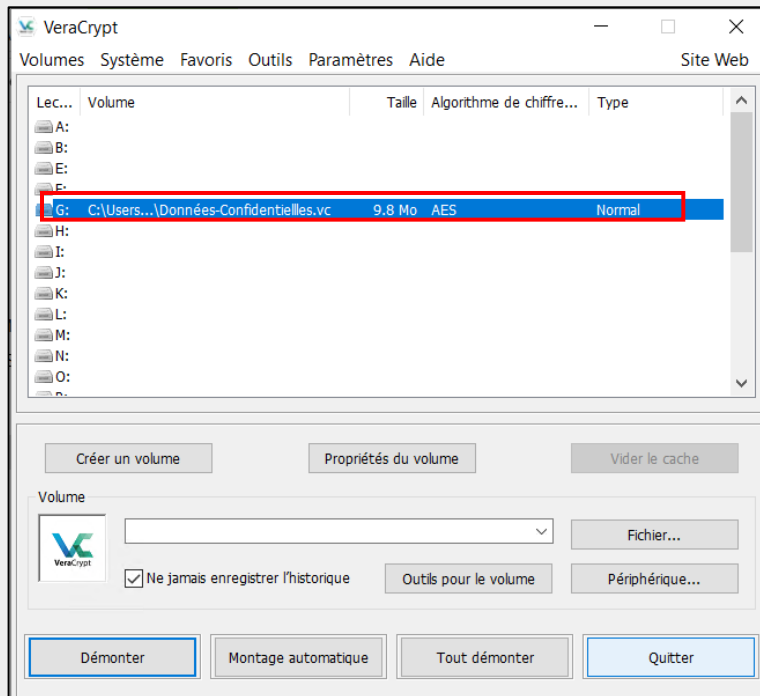 VeraCrypt
Volumes Système Favoris Outils Paramètres Aide Site Web
Lec... Volume Taille Algorithme de chiffre... Type
A:
B:
E:
F:
G: C:\Users...\Données-Confidentiellles.vc 9.8 Mo AES Normal
H:
I:
J:
K:
L:
M:
N:
O:
Créer un volume Propriétés du volume Vider le cache
Volume
VeraCrypt
Fichier...
Ne jamais enregistrer l'historique Outils pour le volume Périphérique...
Démonter Montage automatique Tout démonter Quitter